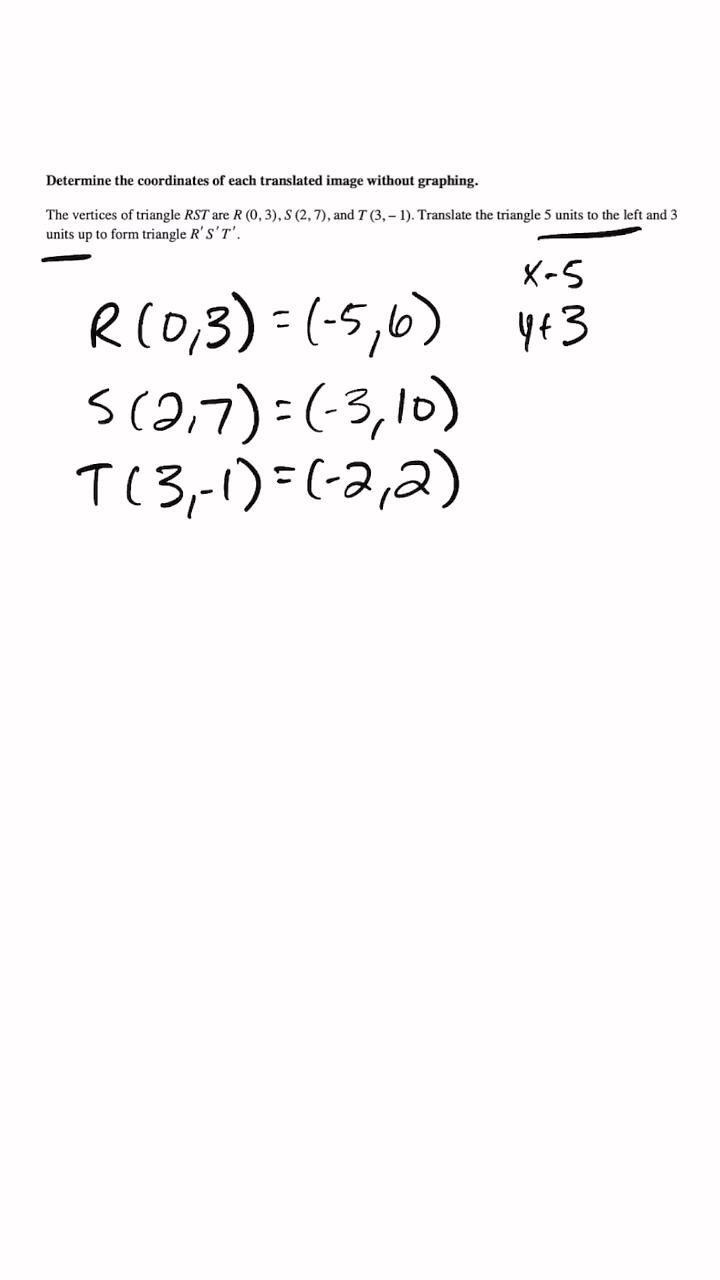 Determine the coordinates of each translated image without graphing.
The vertices of triangle RST are R (0, 3), S (2, 7), and T (3, – 1). Translate the triangle 5 units to the left and 3
units up to form triangle R′ S′ T′.
x-5
R(0,3) = (-5,6) y+3
S(2,7) = (-3,10)
T(3,-1) = (-2,2)